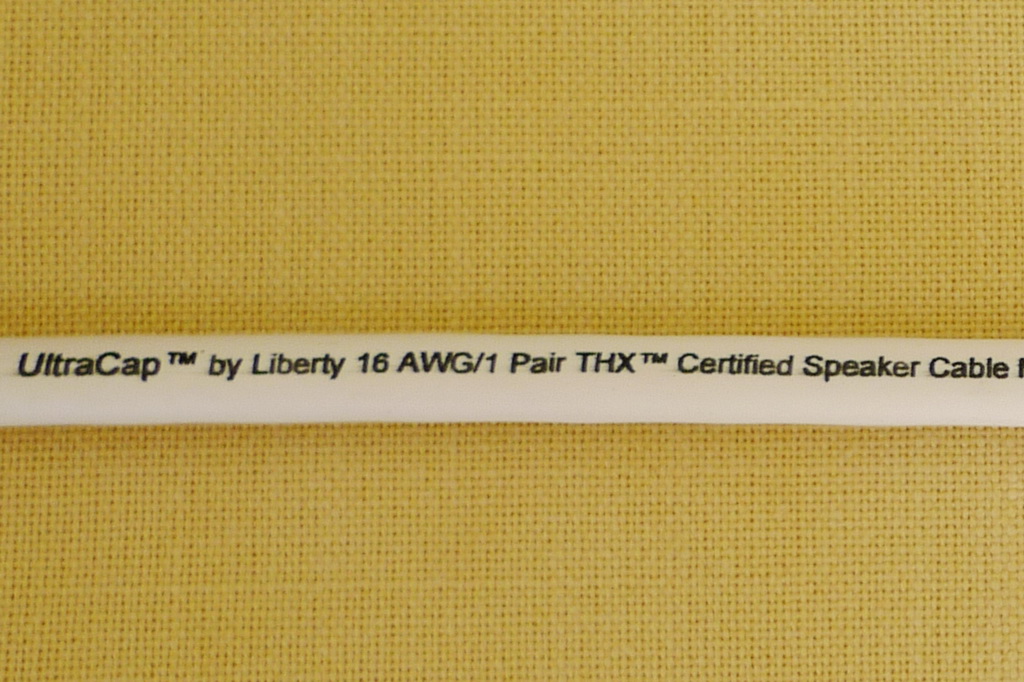 UltraCap™ by Liberty 16 AWG/1 Pair THX™ Certified Speaker Cable